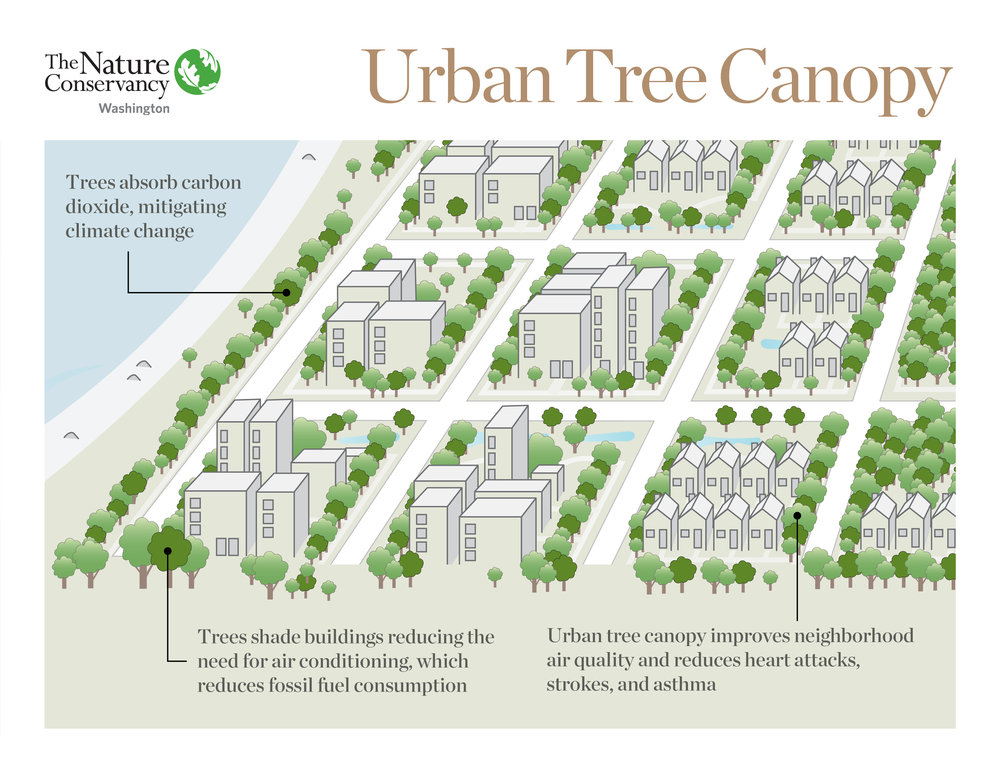 The Nature
Conservancy
Washington
Urban Tree Canopy
Trees absorb carbon
dioxide, mitigating
climate change
Trees shade buildings reducing the
need for air conditioning, which
reduces fossil fuel consumption
Urban tree canopy improves neighborhood
air quality and reduces heart attacks,
strokes, and asthma